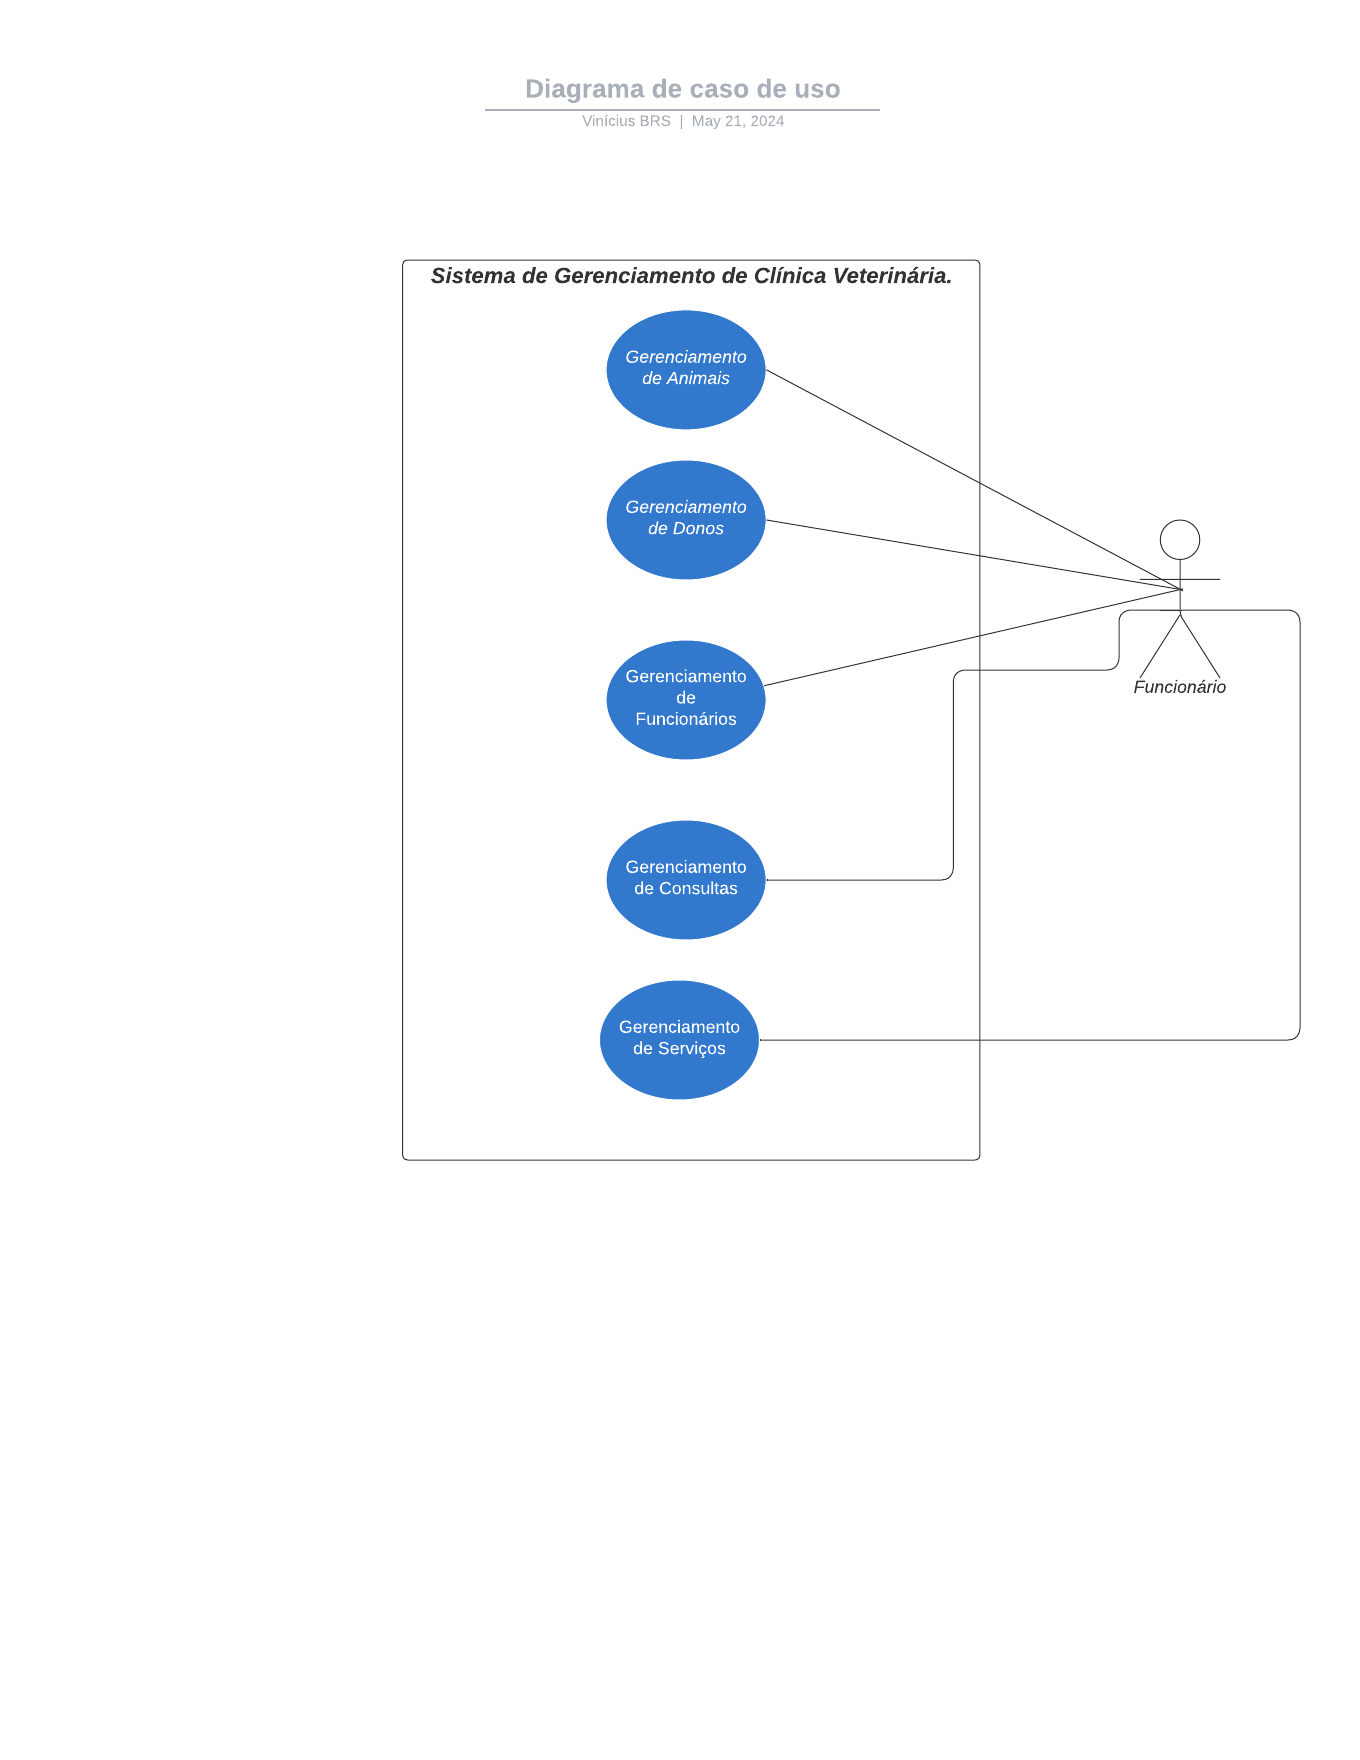 Diagrama de caso de uso
Vinícius BRS | May 21, 2024
Sistema de Gerenciamento de Clínica Veterinária.
Gerenciamento
de Animais
Gerenciamento
de Donos
Gerenciamento
de
Funcionários
Funcionário
Gerenciamento
de Consultas
Gerenciamento
de Serviços